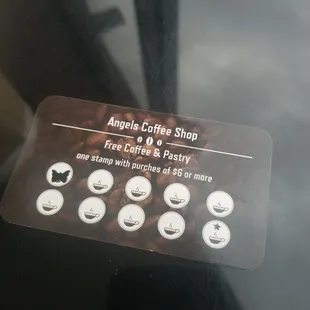 Angels Coffee Shop
Free Coffee & Pastry
one stamp with purches of $6 or more